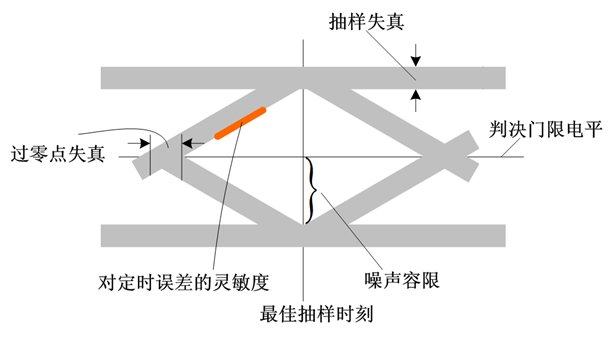 抽样失真
判决门限电平
过零点失真
对定时误差的灵敏度
噪声容限
最佳抽样时刻